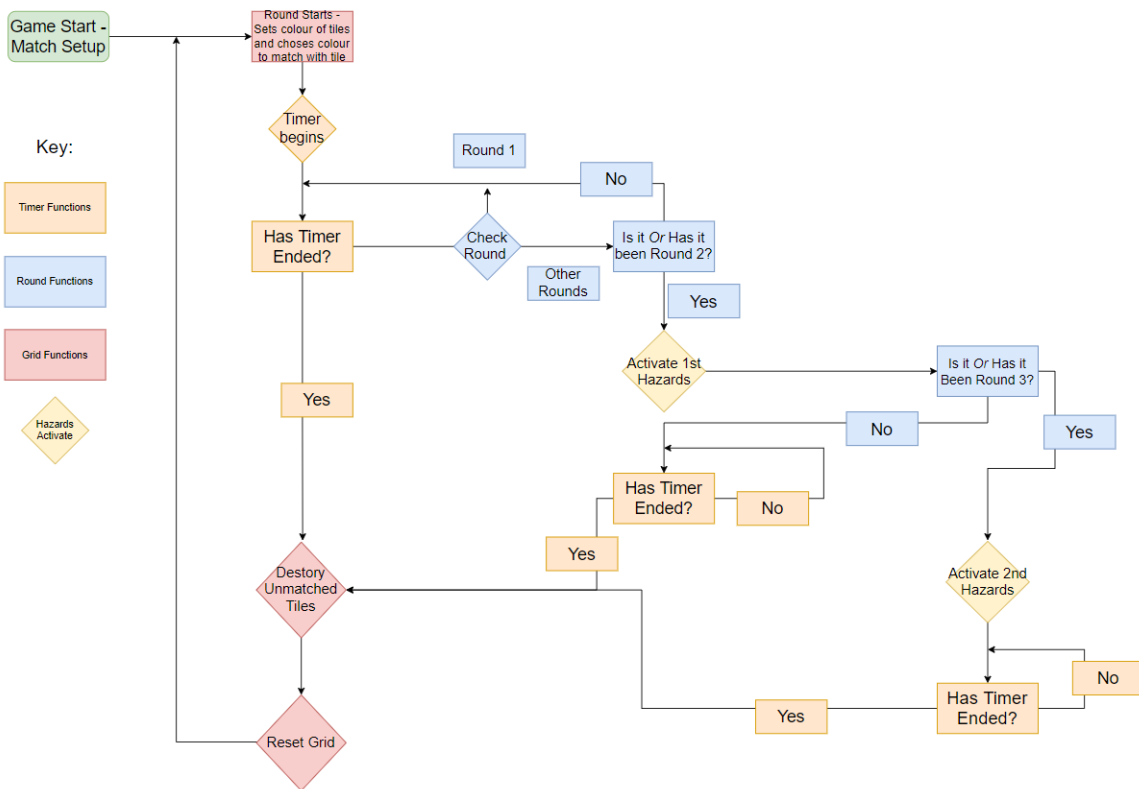 Game Start -
Match Setup
Round Starts -
Sets colour of tiles
and choses colour
to match with tile
Timer
begins
Key:
Round 1
No
Timer Functions
Has Timer
Ended?
Check
Round
Is it Or Has it
been Round 2?
Other
Rounds
Round Functions
Yes
Grid Functions
Activate 1st
Hazards
Is it Or Has it
Been Round 3?
Yes
Hazards
Activate
No
Yes
Has Timer
Ended?
No
Yes
Destory
Unmatched
Tiles
Activate 2nd
Hazards
No
Has Timer
Ended?
Yes
Reset Grid